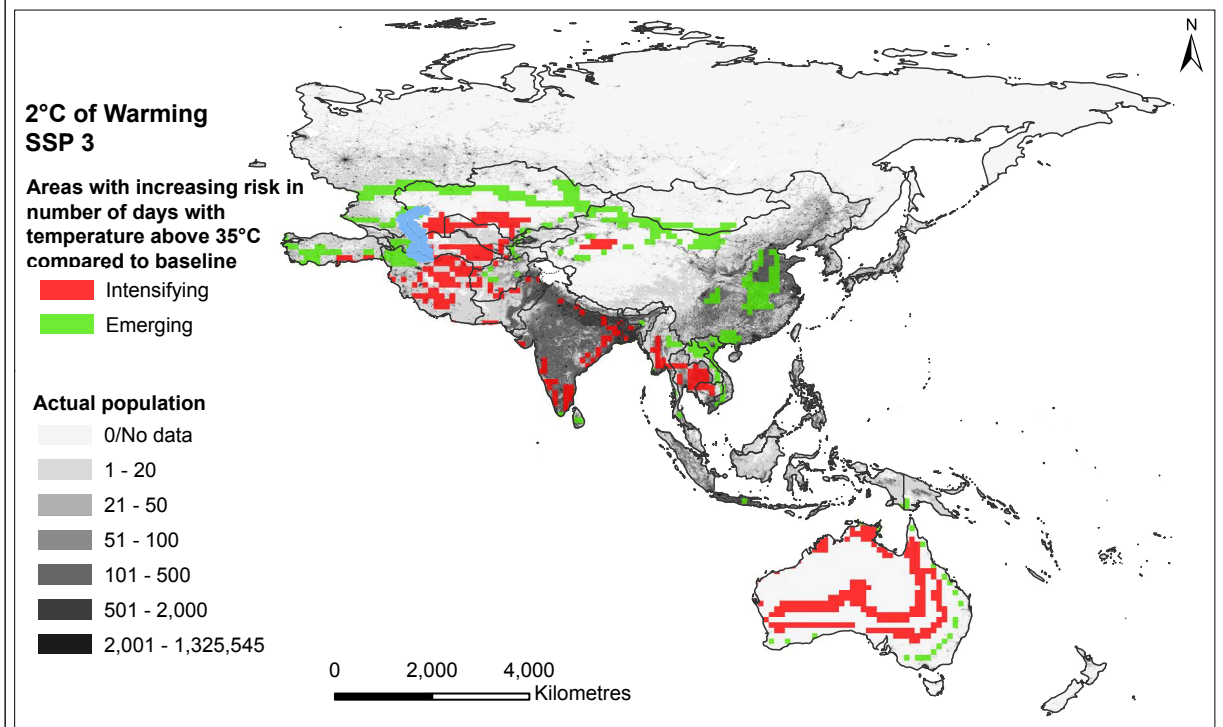 N
2°C of Warming
SSP 3
Areas with increasing risk in
number of days with
temperature above 35°C
compared to baseline
Intensifying
Emerging
Actual population
0/No data
1 - 20
21 - 50
51 - 100
101 - 500
501 - 2,000
2,001 - 1,325,545
0 2,000 4,000
Kilometres